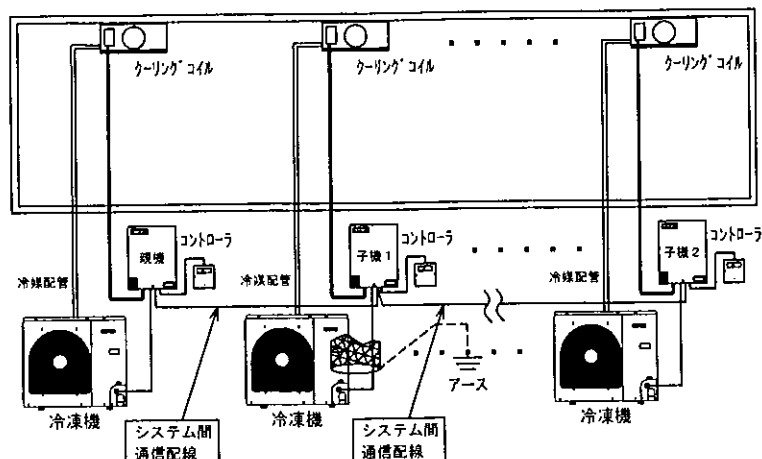 クーリングコイル
クーリングコイル
クーリングコイル
親機
コントローラ
子機1
コントローラ
子機2
コントローラ
冷媒配管
冷媒配管
冷媒配管
アース
冷凍機
冷凍機
冷凍機
システム間
通信配線
システム間
通信配線